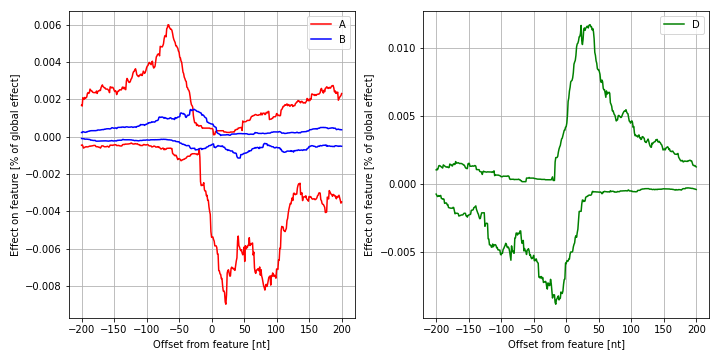 A
B
Effect on feature [% of global effect]
0.006
0.004
0.002
0.000
−0.002
−0.004
−0.006
−0.008
−200 −150 −100 −50 0 50 100 150 200
Offset from feature [nt]
D
Effect on feature [% of global effect]
0.010
0.005
0.000
−0.005
−200 −150 −100 −50 0 50 100 150 200
Offset from feature [nt]